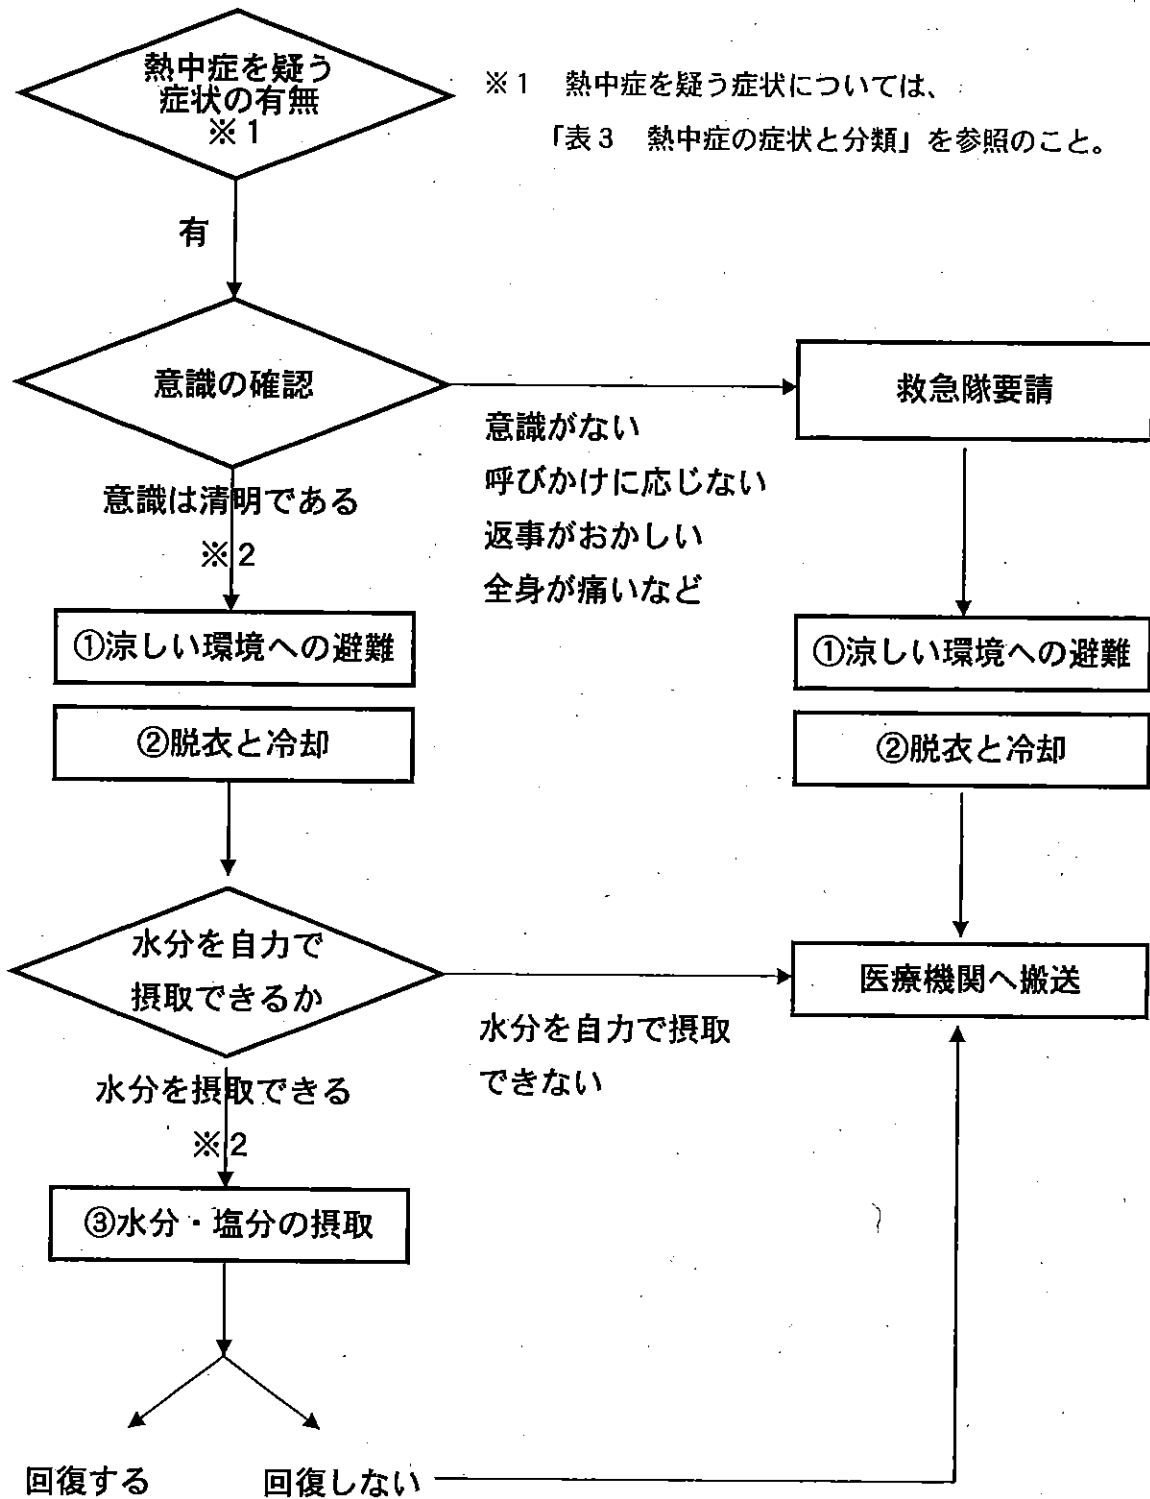 熱中症を疑う
症状の有無
※1
※1　熱中症を疑う症状については、
「表3　熱中症の症状と分類」を参照のこと。
有
意識の確認
救急隊要請
意識がない
呼びかけに応じない
返事がおかしい
全身が痛いなど
意識は清明である
※2
①涼しい環境への避難
①涼しい環境への避難
②脱衣と冷却
②脱衣と冷却
水分を自力で
摂取できるか
医療機関へ搬送
水分を自力で摂取
できない
水分を摂取できる
※2
③水分・塩分の摂取
回復する
回復しない